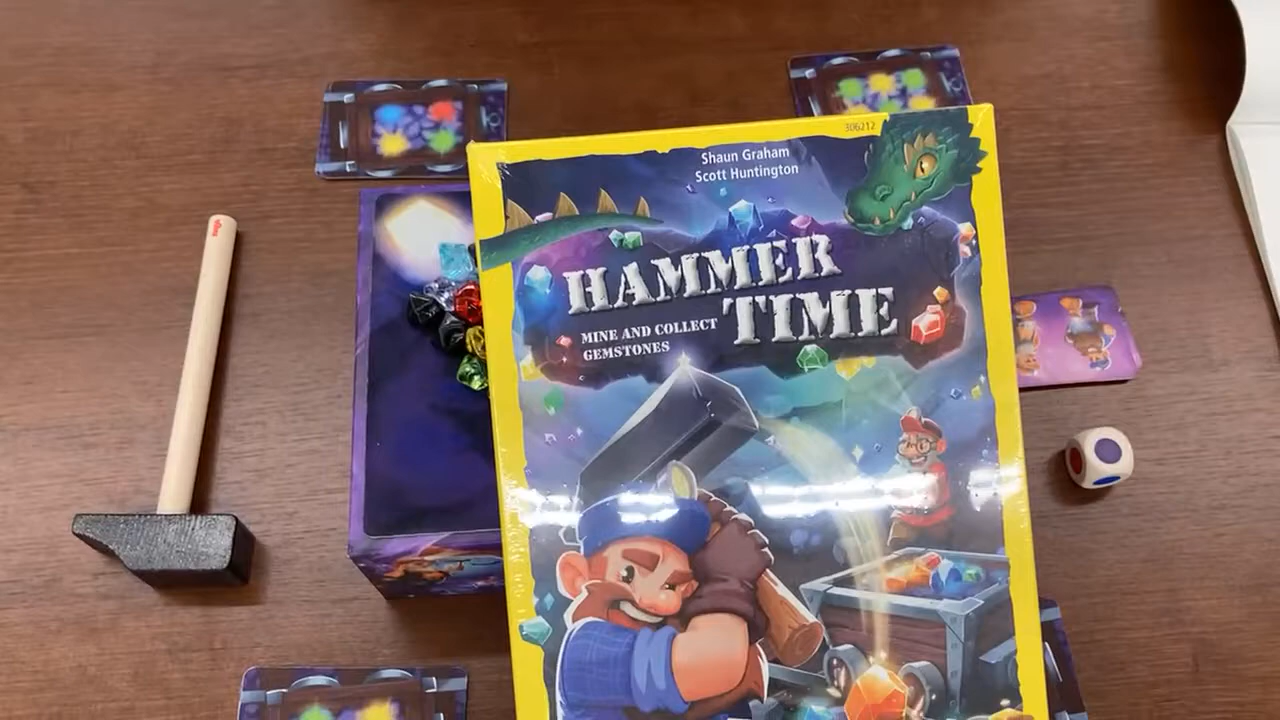 306212
Shaun Graham
Scott Huntington
HAMMER
TIME
MINE AND COLLECT
GEMSTONES